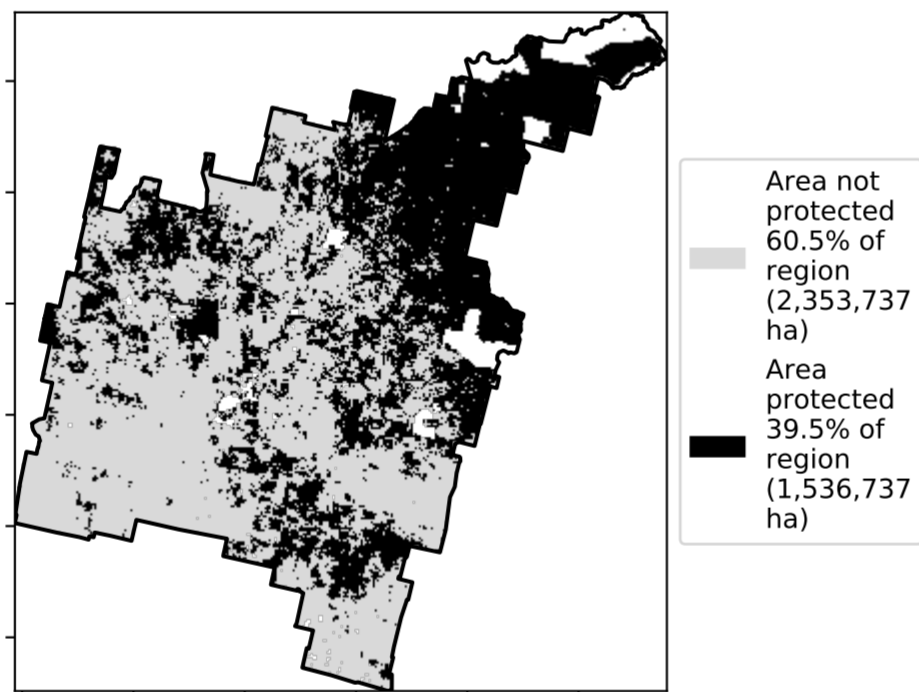 Area not
protected
60.5% of
region
(2,353,737
ha)
Area
protected
39.5% of
region
(1,536,737
ha)